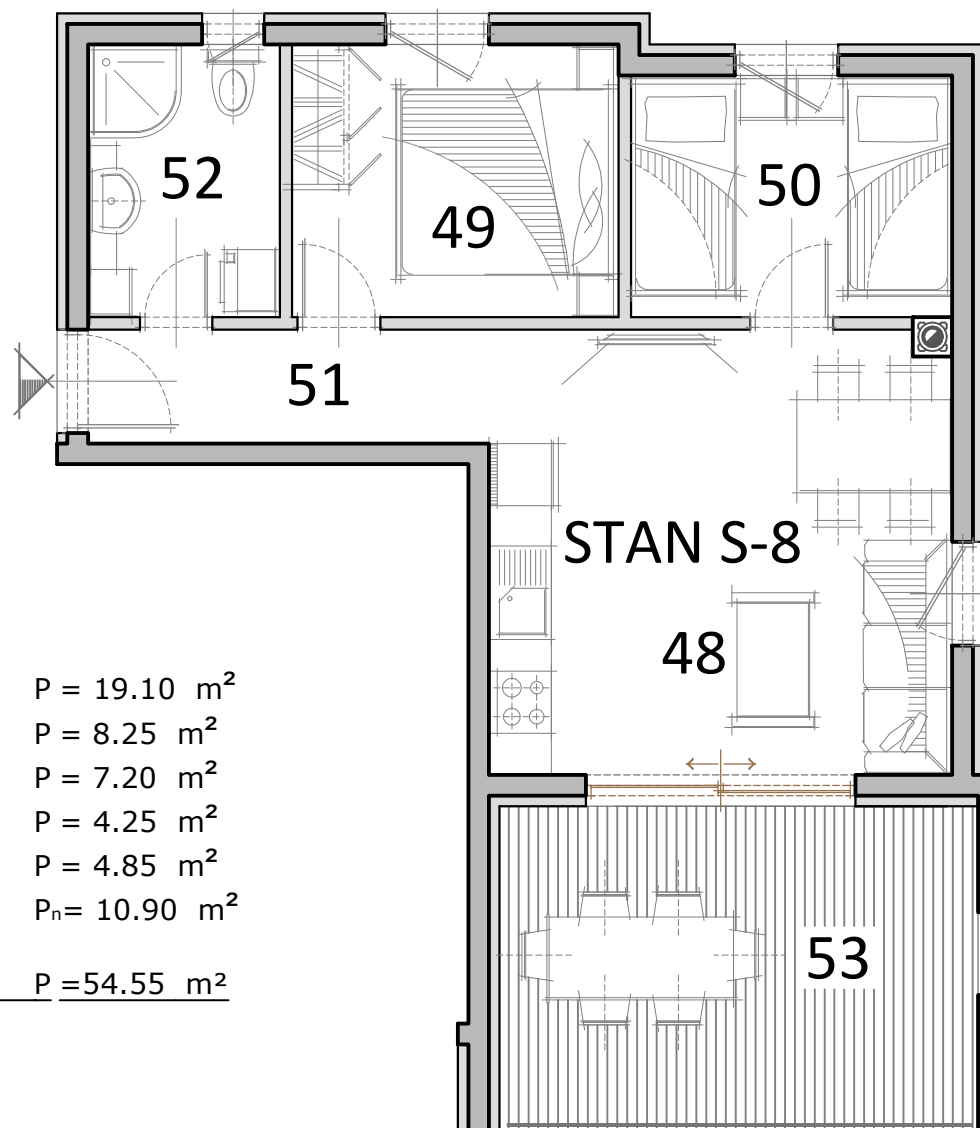 52
49
50
51
STAN S-8
48
P = 19.10 m²
P = 8.25 m²
P = 7.20 m²
P = 4.25 m²
P = 4.85 m²
Pn= 10.90 m²
P =54.55 m²
53